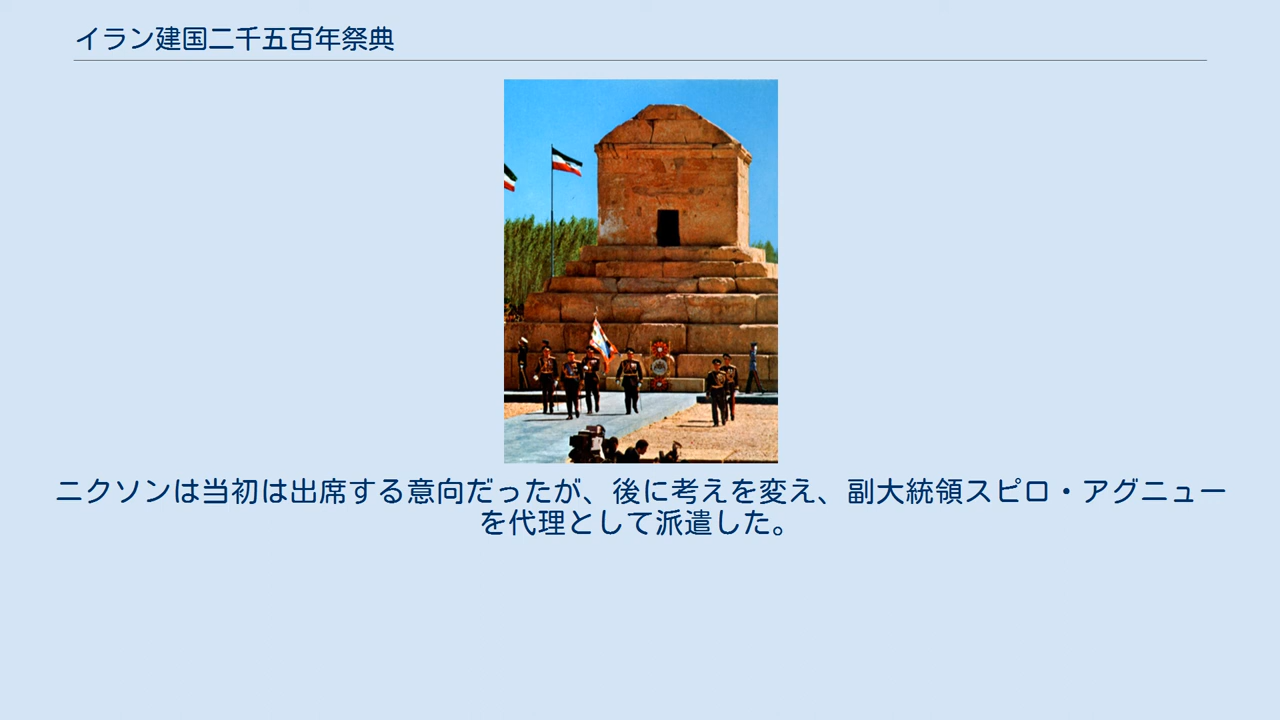 イラン建国二千五百年祭典
ニクソンは当初は出席する意向だったが、後に考えを変え、副大統領スピロ・アグニュー
を代理として派遣した。